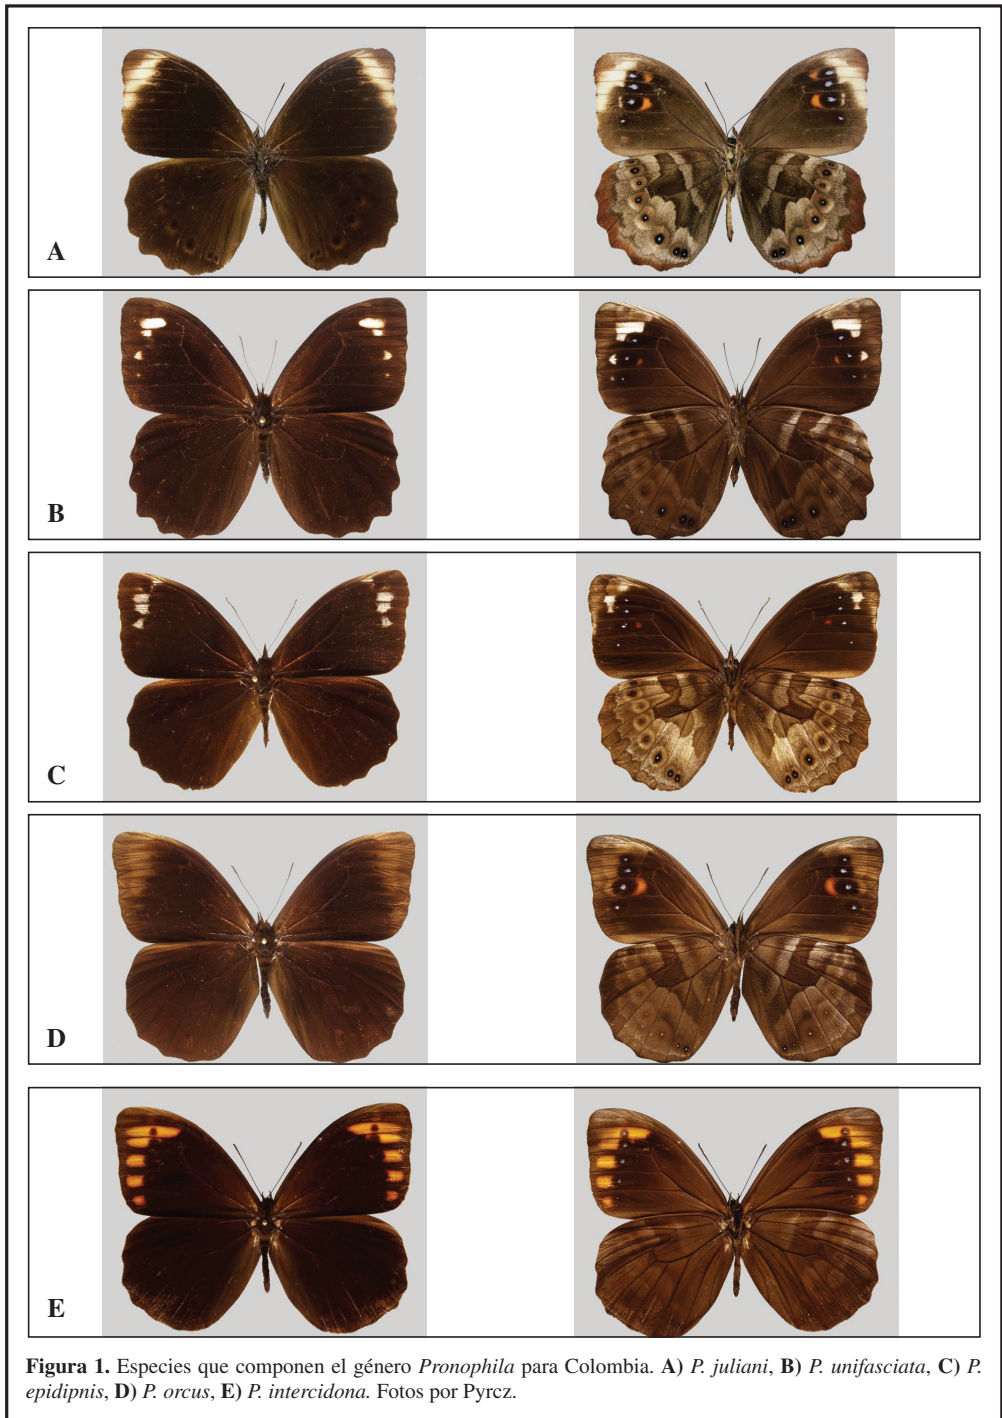 A
B
C
D
E
Figura 1. Especies que componen el género Pronophila para Colombia. A) P. juliani, B) P. unifasciata, C) P.
epidipnis, D) P. orcus, E) P. intercidona. Fotos por Pyrcz.